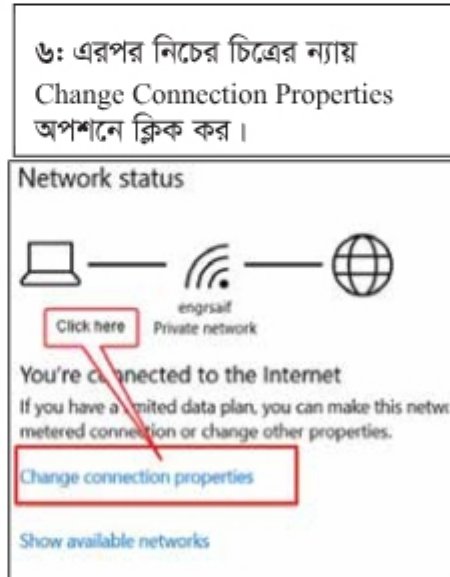 ৬: এরপর নিচের চিত্রের ন্যায়
Change Connection Properties
অপশনে ক্লিক কর।
Network status
engrsaif
Click here
Private network
You're connected to the Internet
If you have a limited data plan, you can make this netwo
metered connection or change other properties.
Change connection properties
Show available networks